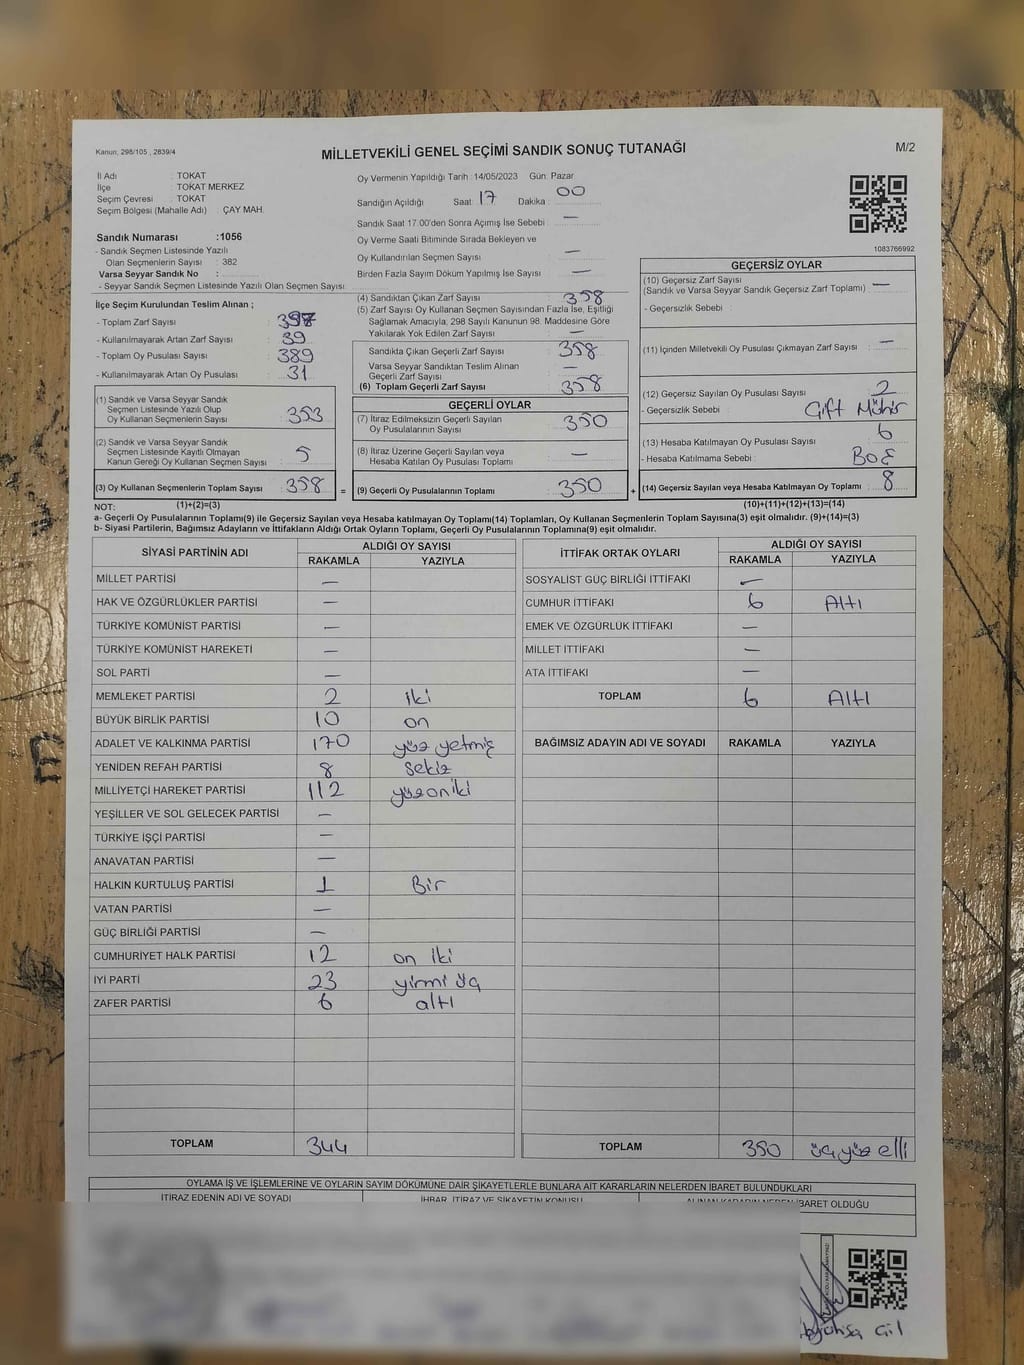 Kanun, 298/105 , 2839/4
MİLLETVEKİLİ GENEL SEÇİMİ SANDIK SONUÇ TUTANAĞI
M/2
İl Adı : TOKAT
İlçe : TOKAT MERKEZ
Seçim Çevresi : TOKAT
Seçim Bölgesi (Mahalle Adı) : ÇAY MAH.
Sandık Numarası :1056
- Sandık Seçmen Listesinde Yazılı
Olan Seçmenlerin Sayısı : 382
Varsa Seyyar Sandık No :
- Seyyar Sandık Seçmen Listesinde Yazılı Olan Seçmen Sayısı
İlçe Seçim Kurulundan Teslim Alınan ;
- Toplam Zarf Sayısı :
- Kullanılmayarak Artan Zarf Sayısı : 39
- Toplam Oy Pusulası Sayısı : 389
- Kullanılmayarak Artan Oy Pusulası : 31
(1) Sandık ve Varsa Seyyar Sandık
Seçmen Listesinde Yazılı Olup
Oy Kullanan Seçmenlerin Sayısı : 353
(2) Sandık ve Varsa Seyyar Sandık
Seçmen Listesinde Kayıtlı Olmayan
Kanun Gereği Oy Kullanan Seçmen Sayısı : 5
(3) Oy Kullanan Seçmenlerin Toplam Sayısı : 358
Oy Vermenin Yapıldığı Tarih :14/05/2023 Gün: Pazar
Sandığın Açıldığı Saat: 17 Dakika : 00
Sandık Saat 17:00'den Sonra Açılmış İse Sebebi : —
Oy Verme Saati Bitiminde Sırada Bekleyen ve
Oy Kullandırılan Seçmen Sayısı : —
Birden Fazla Sayım Döküm Yapılmış İse Sayısı : —
(4) Sandıktan Çıkan Zarf Sayısı : 358
(5) Zarf Sayısı Oy Kullanan Seçmen Sayısından Fazla İse, Eşitliği
Sağlamak Amacıyla, 298 Sayılı Kanunun 98. Maddesine Göre
Yakılarak Yok Edilen Zarf Sayısı : —
Sandıkta Çıkan Geçerli Zarf Sayısı : 358
Varsa Seyyar Sandıktan Teslim Alınan
Geçerli Zarf Sayısı : —
(6) Toplam Geçerli Zarf Sayısı : 358
GEÇERLİ OYLAR
(7) İtiraz Edilmeksizin Geçerli Sayılan
Oy Pusulalarının Sayısı : 350
(8) İtiraz Üzerine Geçerli Sayılan veya
Hesaba Katılan Oy Pusulası Toplamı : —
= (9) Geçerli Oy Pusulalarının Toplamı : 350 +
1083766992
GEÇERSİZ OYLAR
(10) Geçersiz Zarf Sayısı
(Sandık ve Varsa Seyyar Sandık Geçersiz Zarf Toplamı) : —
- Geçersizlik Sebebi :
(11) İçinden Milletvekili Oy Pusulası Çıkmayan Zarf Sayısı : —
(12) Geçersiz Sayılan Oy Pusulası Sayısı : 2
- Geçersizlik Sebebi : Çift Mühür
(13) Hesaba Katılmayan Oy Pusulası Sayısı : 6
- Hesaba Katılmama Sebebi : BOŞ
(14) Geçersiz Sayılan veya Hesaba Katılmayan Oy Toplamı : 8
NOT: (1)+(2)=(3)
(10)+(11)+(12)+(13)=(14)
a- Geçerli Oy Pusulalarının Toplamı(9) ile Geçersiz Sayılan veya Hesaba katılmayan Oy Toplamı(14) Toplamları, Oy Kullanan Seçmenlerin Toplam Sayısına(3) eşit olmalıdır. (9)+(14)=(3)
b- Siyasi Partilerin, Bağımsız Adayların ve İttifakların Aldığı Ortak Oyların Toplamı, Geçerli Oy Pusulalarının Toplamına(9) eşit olmalıdır.
SİYASİ PARTİNİN ADI ALDIĞI OY SAYISI
RAKAMLA YAZIYLA
MİLLET PARTİSİ —
HAK VE ÖZGÜRLÜKLER PARTİSİ —
TÜRKİYE KOMÜNİST PARTİSİ —
TÜRKİYE KOMÜNİST HAREKETİ —
SOL PARTİ —
MEMLEKET PARTİSİ 2 iki
BÜYÜK BİRLİK PARTİSİ 10 on
ADALET VE KALKINMA PARTİSİ 170 yüz yetmiş
YENİDEN REFAH PARTİSİ 8 sekiz
MİLLİYETÇİ HAREKET PARTİSİ 112 yüzoniki
YEŞİLLER VE SOL GELECEK PARTİSİ —
TÜRKİYE İŞÇİ PARTİSİ —
ANAVATAN PARTİSİ —
HALKIN KURTULUŞ PARTİSİ 1 Bir
VATAN PARTİSİ —
GÜÇ BİRLİĞİ PARTİSİ —
CUMHURİYET HALK PARTİSİ 12 on iki
İYİ PARTİ 23 yirmi üç
ZAFER PARTİSİ 6 altı
TOPLAM 344
İTTİFAK ORTAK OYLARI ALDIĞI OY SAYISI
RAKAMLA YAZIYLA
SOSYALİST GÜÇ BİRLİĞİ İTTİFAKI —
CUMHUR İTTİFAKI 6 Altı
EMEK VE ÖZGÜRLÜK İTTİFAKI —
MİLLET İTTİFAKI —
ATA İTTİFAKI —
TOPLAM 6 Altı
BAĞIMSIZ ADAYIN ADI VE SOYADI RAKAMLA YAZIYLA
TOPLAM 350 üçyüz elli
OYLAMA İŞ VE İŞLEMLERİNE VE OYLARIN SAYIM DÖKÜMÜNE DAİR ŞİKAYETLERLE BUNLARA AİT KARARLARIN NELERDEN İBARET BULUNDUKLARI
İTİRAZ EDENİN ADI VE SOYADI İHBAR, İTİRAZ VE ŞİKAYETİN KONUSU ALINAN KARARIN NEDEN İBARET OLDUĞU